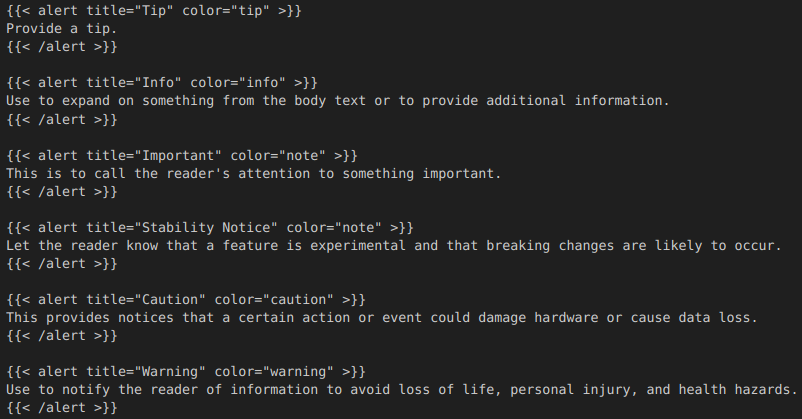 {{< alert title="Tip" color="tip" >}}
Provide a tip.
{{< /alert >}}
{{< alert title="Info" color="info" >}}
Use to expand on something from the body text or to provide additional information.
{{< /alert >}}
{{< alert title="Important" color="note" >}}
This is to call the reader's attention to something important.
{{< /alert >}}
{{< alert title="Stability Notice" color="note" >}}
Let the reader know that a feature is experimental and that breaking changes are likely to occur.
{{< /alert >}}
{{< alert title="Caution" color="caution" >}}
This provides notices that a certain action or event could damage hardware or cause data loss.
{{< /alert >}}
{{< alert title="Warning" color="warning" >}}
Use to notify the reader of information to avoid loss of life, personal injury, and health hazards.
{{< /alert >}}